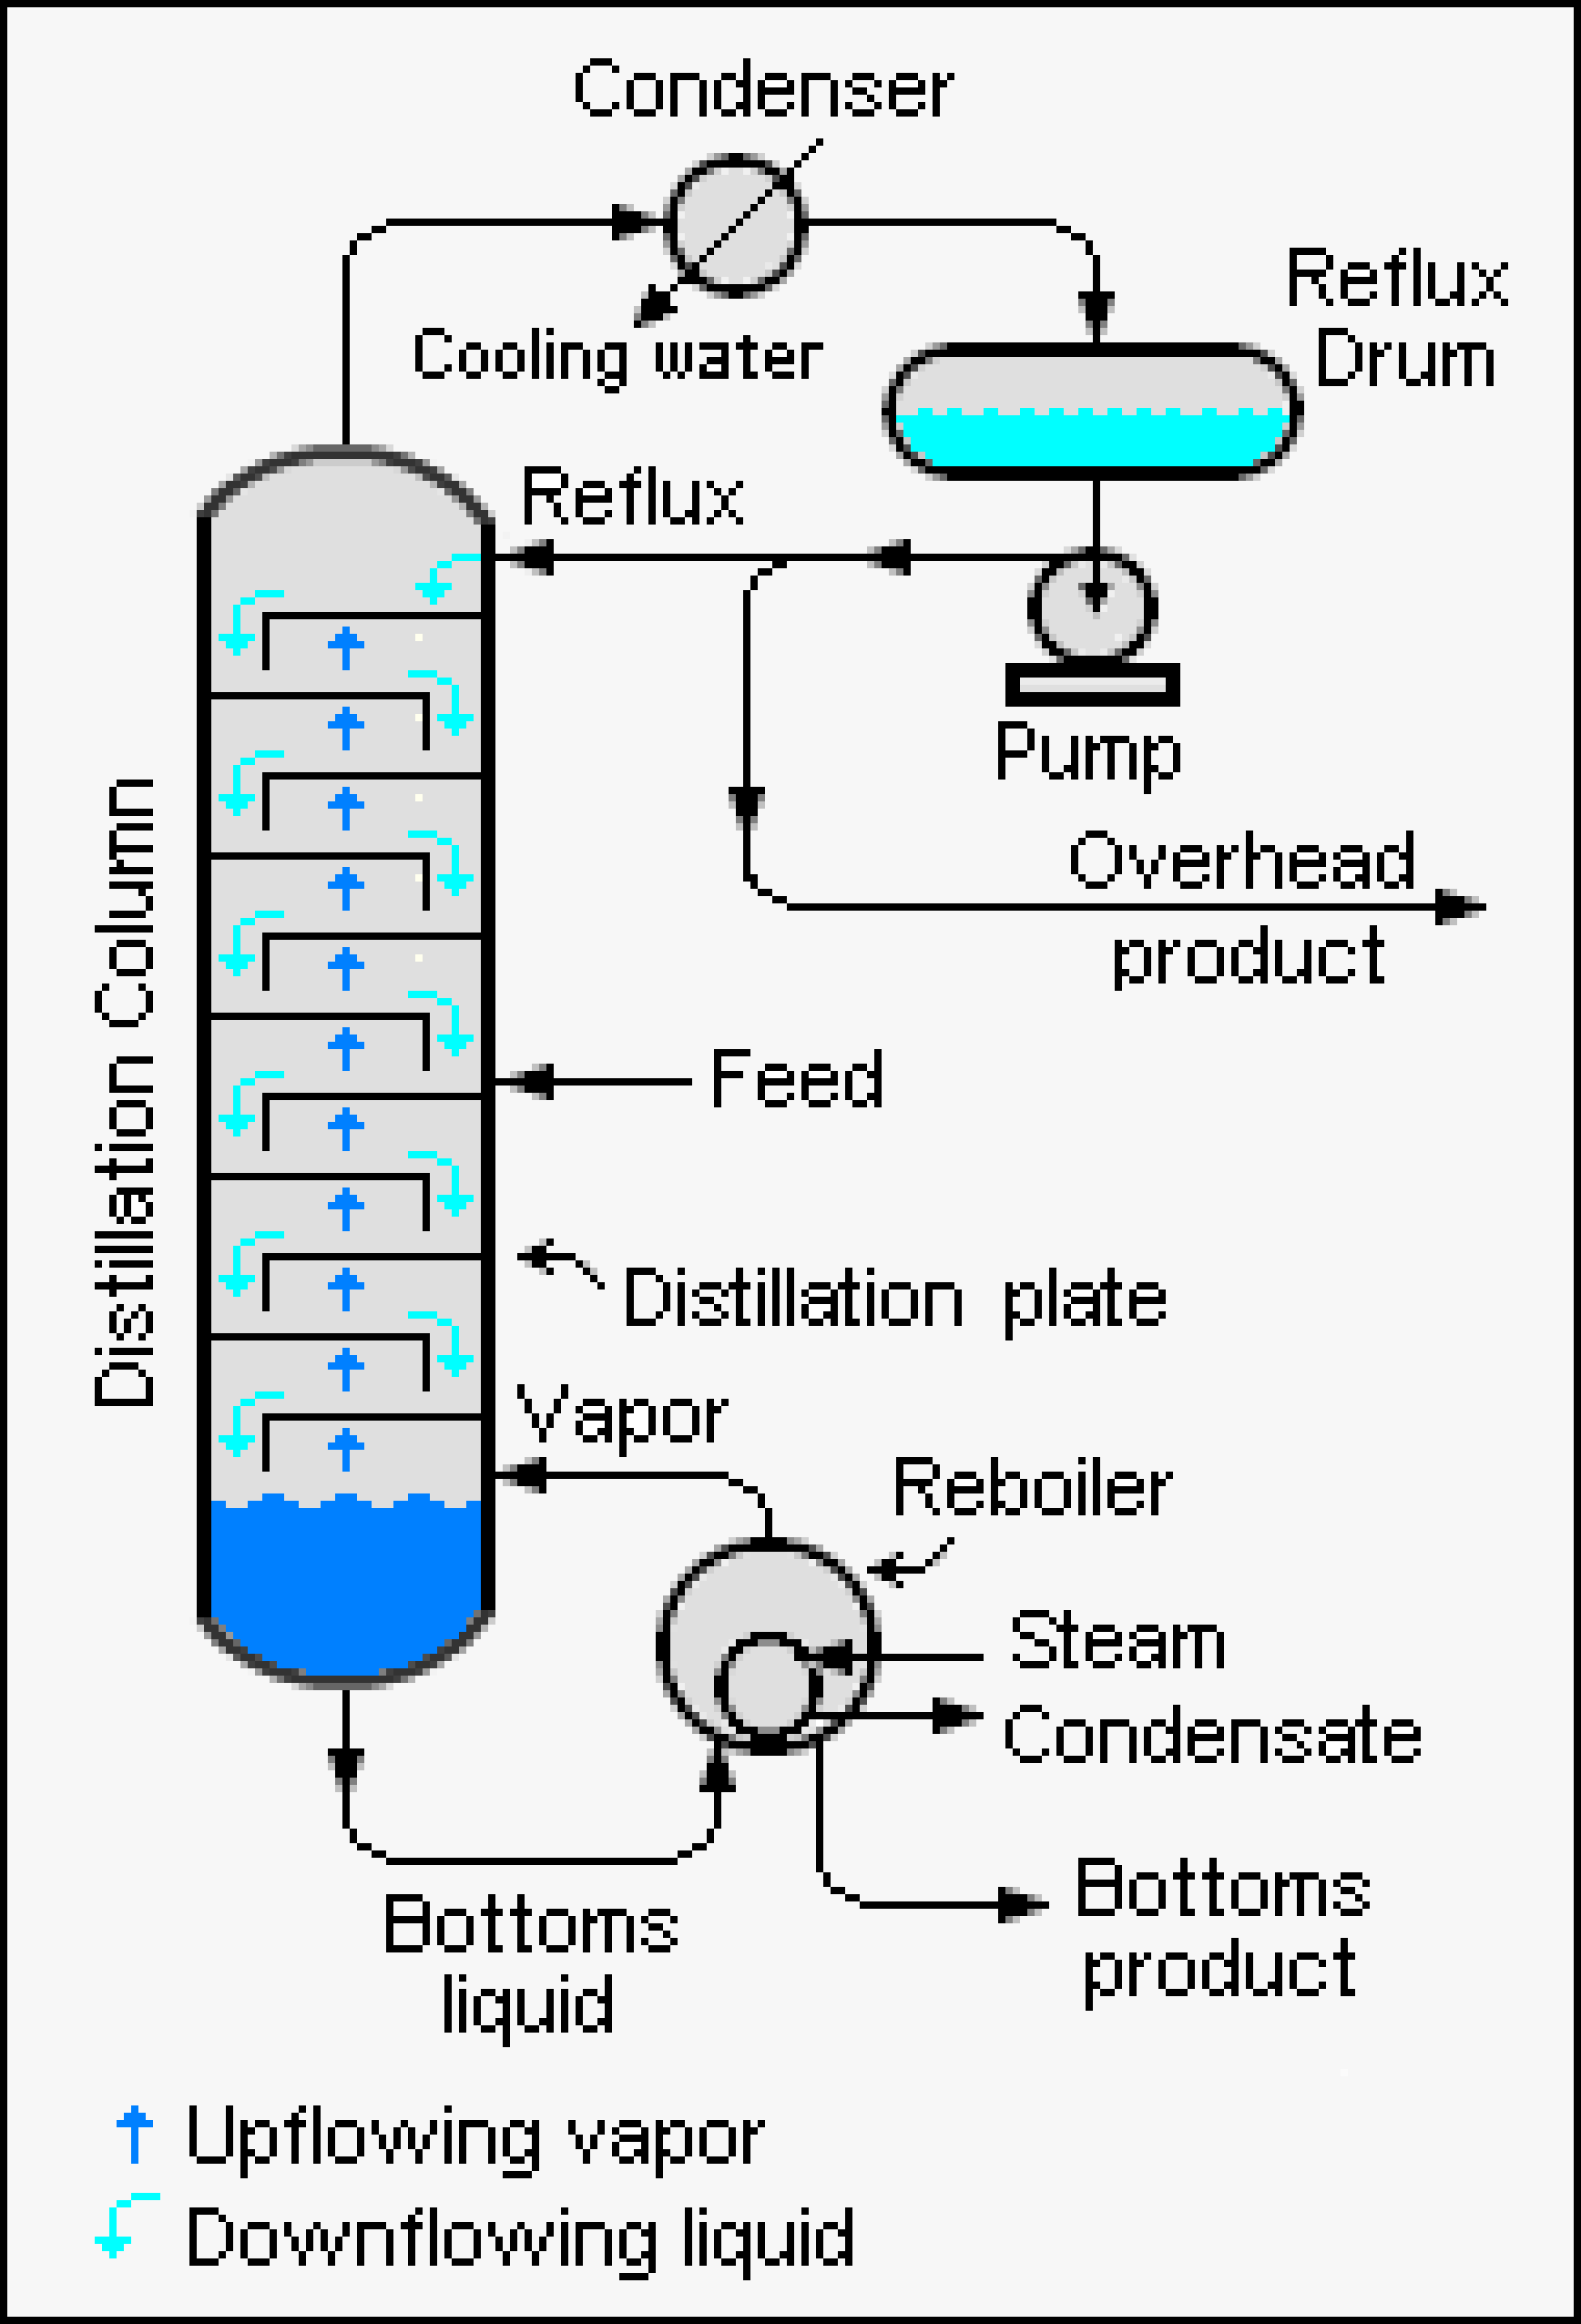 Condenser
Cooling water
Reflux
Drum
Reflux
Pump
Overhead
product
Distillation Column
Feed
Distillation plate
Vapor
Reboiler
Steam
Condensate
Bottoms
liquid
Bottoms
product
Upflowing vapor
Downflowing liquid